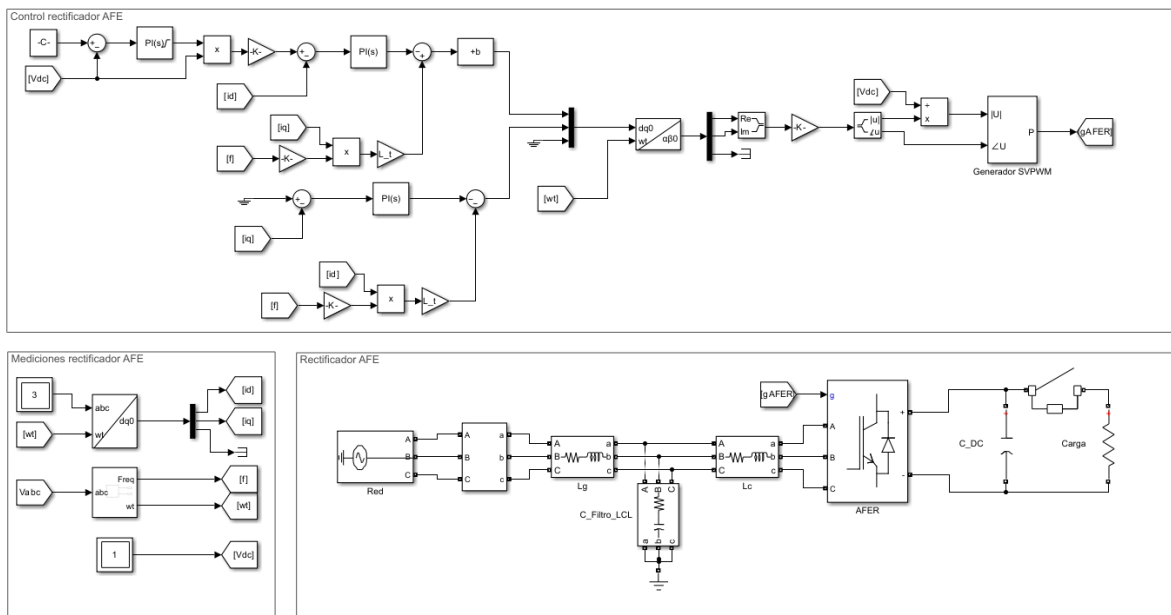 Control rectificador AFE
-C-
PI(s)
x
-K-
PI(s)
+b
[Vdc]
[id]
[iq]
[f]
-K-
x
L_t
dq0
wt
αβ0
Re
Im
-K-
|u|
∠u
[Vdc]
÷
x
|U|
∠U
P
[gAFER]
Generador SVPWM
[wt]
PI(s)
[iq]
[id]
[f]
-K-
x
L_t
Mediciones rectificador AFE
3
[wt]
abc
wt
dq0
[id]
[iq]
Vabc
abc
Freq
wt
[f]
[wt]
1
[Vdc]
Rectificador AFE
[gAFER]
g
A
B
C
+
-
AFER
A
B
C
Red
A
B
C
a
b
c
A
B
C
a
b
c
Lg
A
B
C
a
b
c
Lc
A
B
C
a
b
c
C_Filtro_LCL
C_DC
Carga